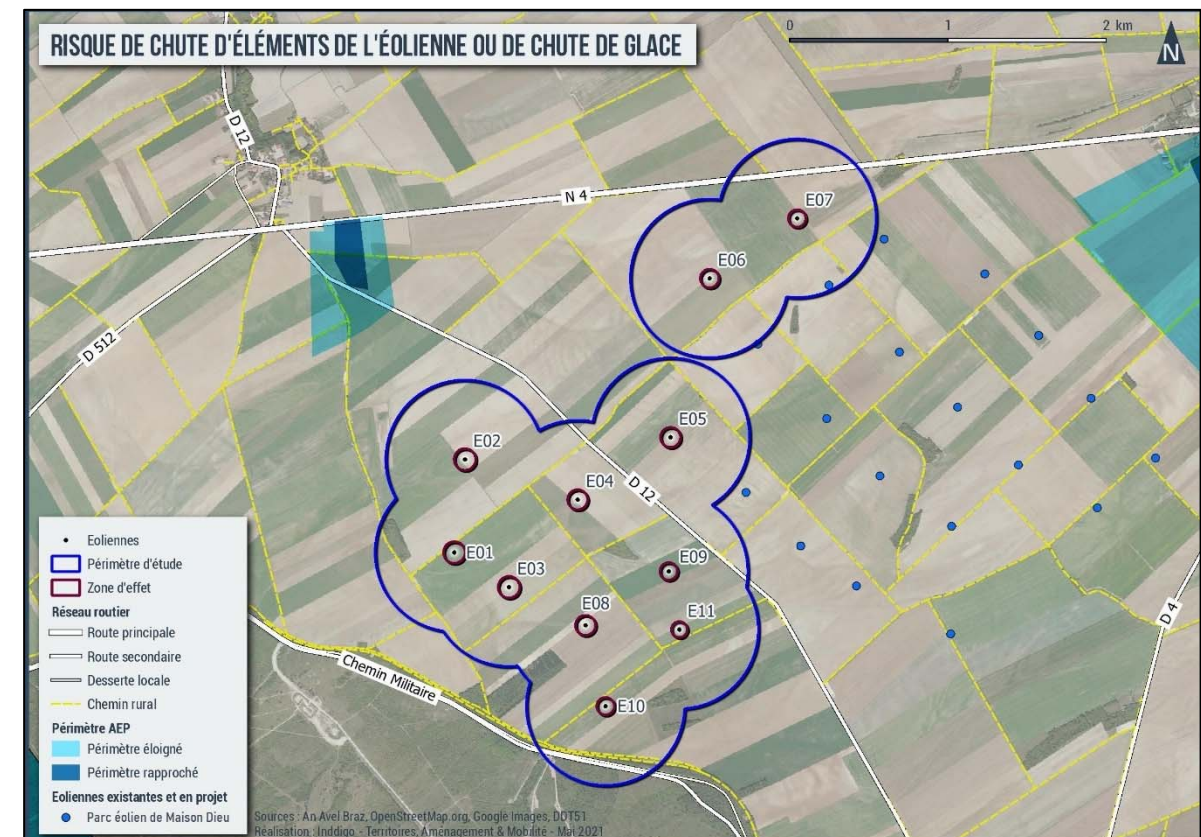 RISQUE DE CHUTE D'ÉLÉMENTS DE L'ÉOLIENNE OU DE CHUTE DE GLACE
0 1 2 km
N
D 12
N 4
E07
E06
D 512
E05
E02
D 12
E04
E01
E09
E03
E08
E11
D 4
Chemin Militaire
E10
Eoliennes
Périmètre d'étude
Zone d'effet
Réseau routier
Route principale
Route secondaire
Desserte locale
Chemin rural
Périmètre AEP
Périmètre éloigné
Périmètre rapproché
Eoliennes existantes et en projet
Parc éolien de Maison Dieu
Sources : An Avel Braz, OpenStreetMap.org, Google Images, DDT51
Réalisation : Inddigo - Territoires, Aménagement & Mobilité - Mai 2021